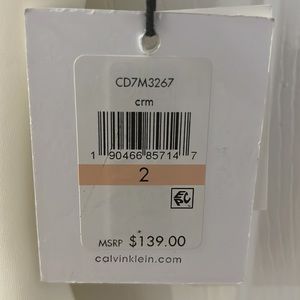 CD7M3267
crm
1 90466 85714 7
2
MSRP $139.00
calvinklein.com